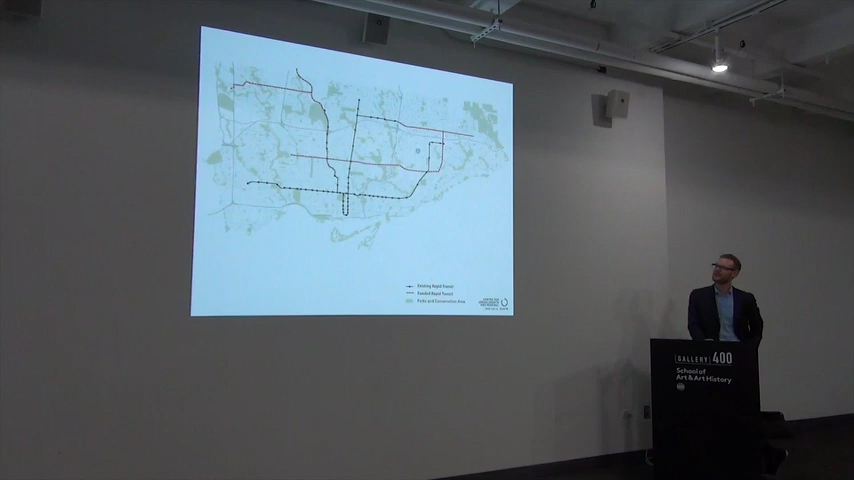 Existing Rapid Transit
Funded Rapid Transit
Parks and Conservation Area
[GALLERY] 400
School of
Art & Art History